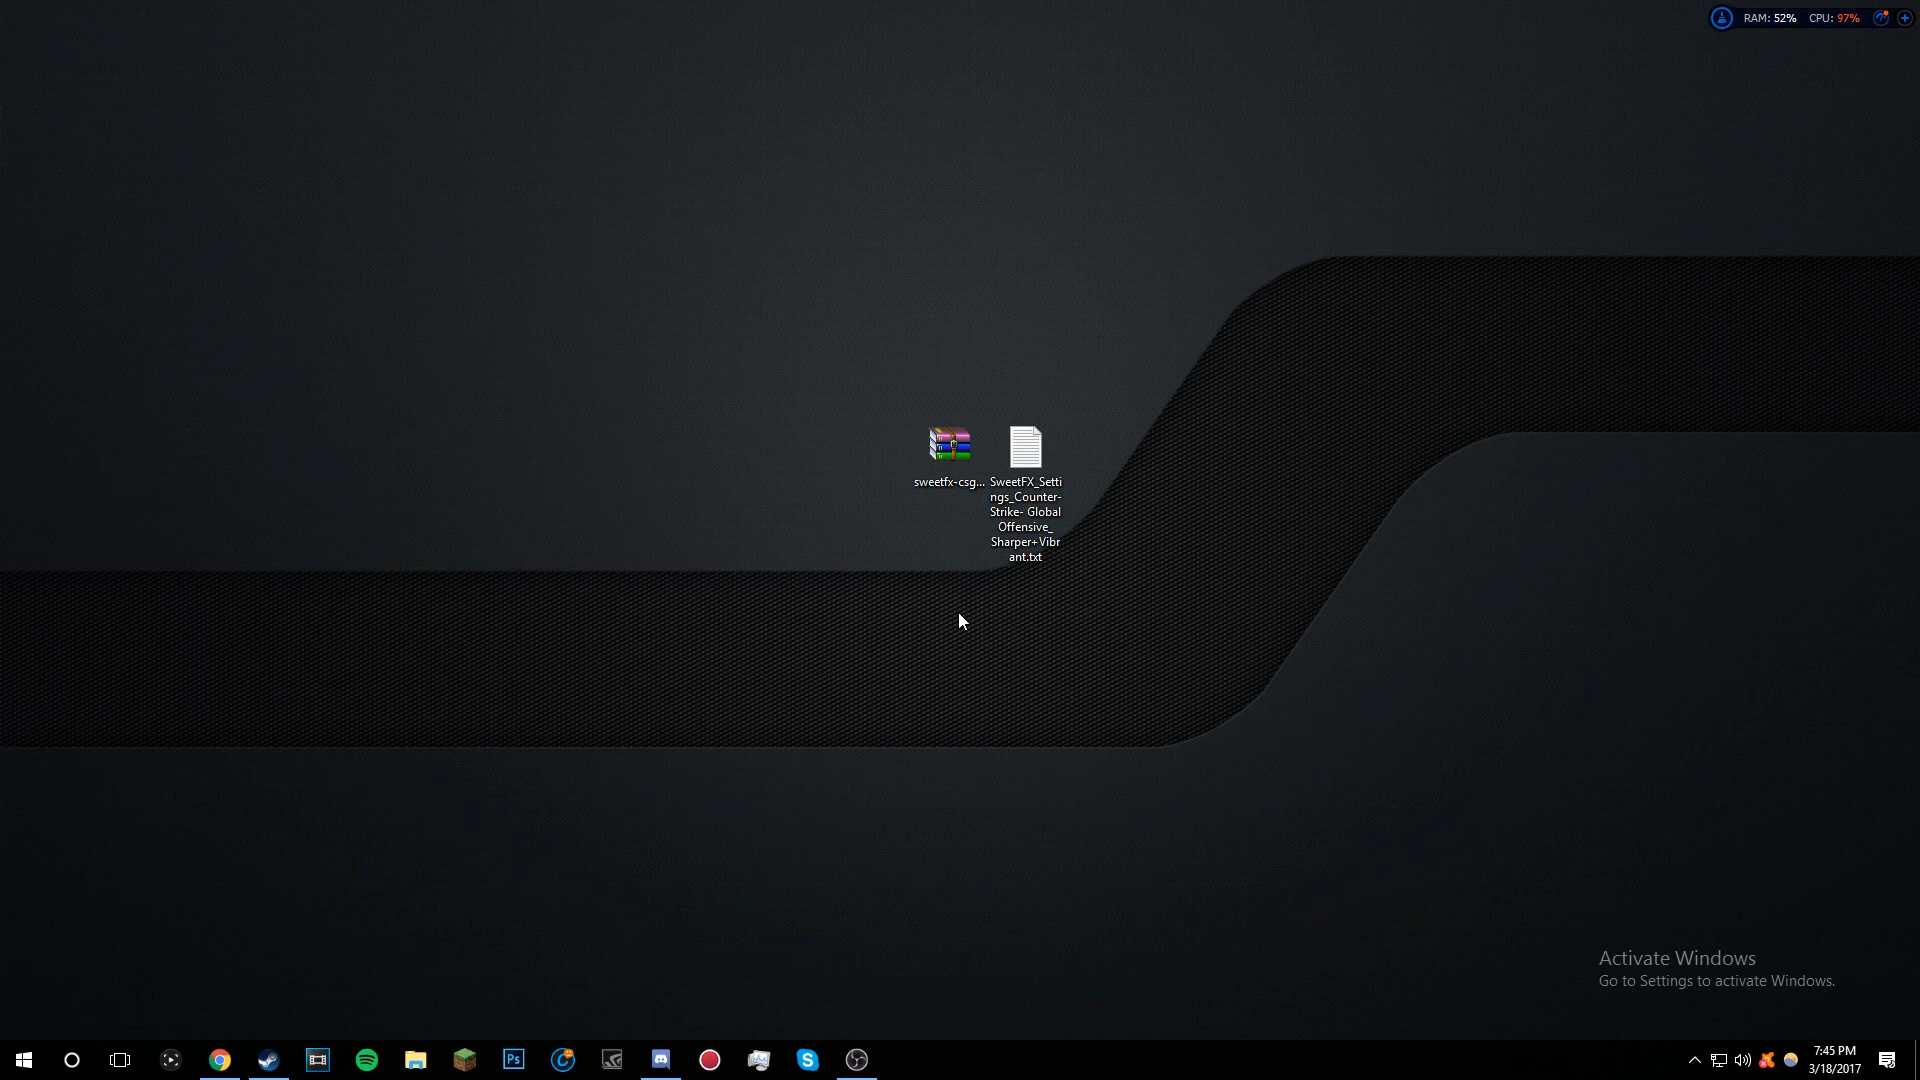 RAM: 52% CPU: 97%
sweetfx-csg...
SweetFX_Setti
ngs_Counter-
Strike- Global
Offensive_
Sharper+Vibr
ant.txt
Activate Windows
Go to Settings to activate Windows.
Ps
7:45 PM
3/18/2017